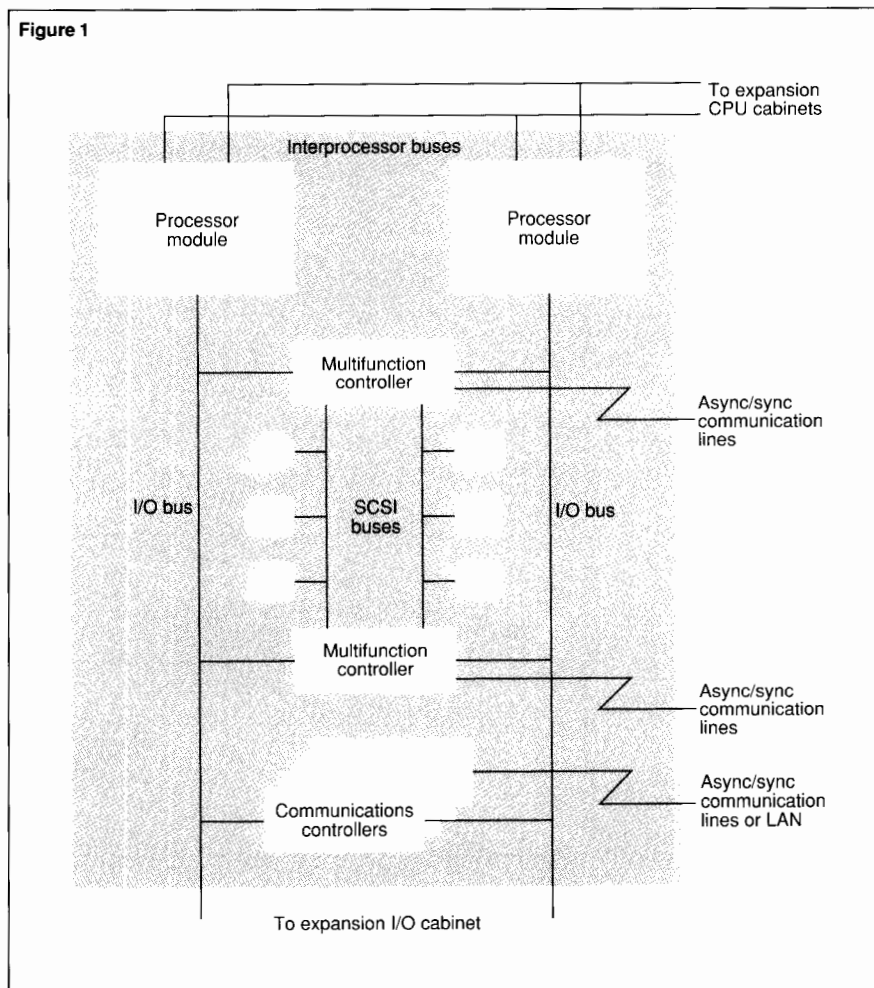 Figure 1
To expansion
CPU cabinets
Interprocessor buses
Processor
module
Processor
module
Multifunction
controller
Async/sync
communication
lines
I/O bus
SCSI
buses
I/O bus
Multifunction
controller
Async/sync
communication
lines
Async/sync
communication
lines or LAN
Communications
controllers
To expansion I/O cabinet